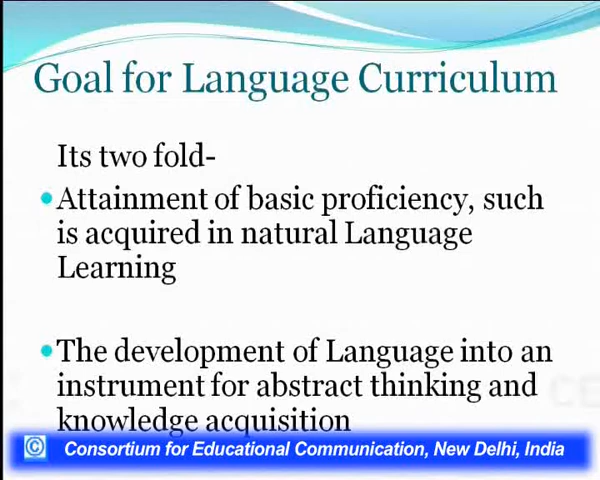 Goal for Language Curriculum
Its two fold-
Attainment of basic proficiency, such
is acquired in natural Language
Learning
The development of Language into an
instrument for abstract thinking and
knowledge acquisition
© Consortium for Educational Communication, New Delhi, India